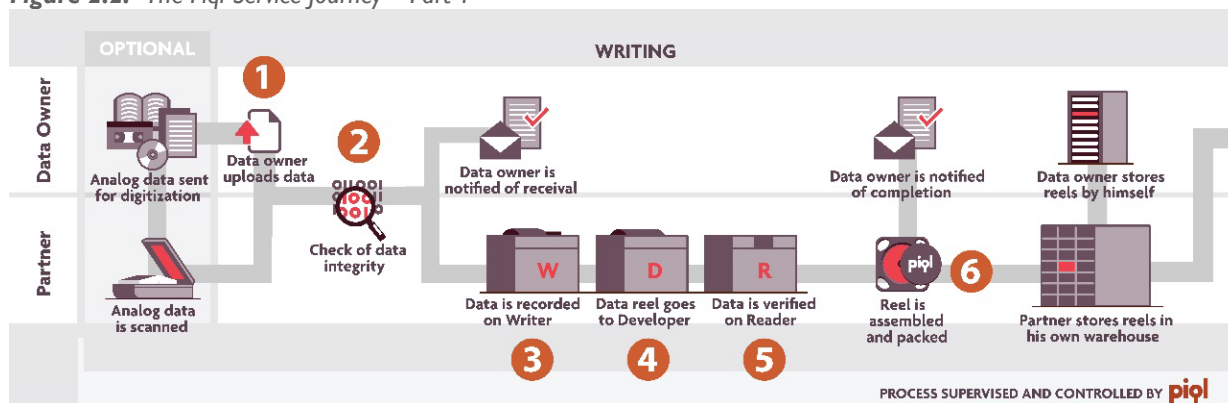 Figure 2.2. The Piql Service Journey – Part 1
OPTIONAL
WRITING
Data Owner
Partner
1
Data owner
uploads data
Analog data sent
for digitization
Analog data
is scanned
2
Check of data
integrity
Data owner is
notified of receival
W
Data is recorded
on Writer
3
D
Data reel goes
to Developer
4
R
Data is verified
on Reader
5
Data owner is notified
of completion
piql
6
Reel is
assembled
and packed
Data owner stores
reels by himself
Partner stores reels in
his own warehouse
PROCESS SUPERVISED AND CONTROLLED BY piql